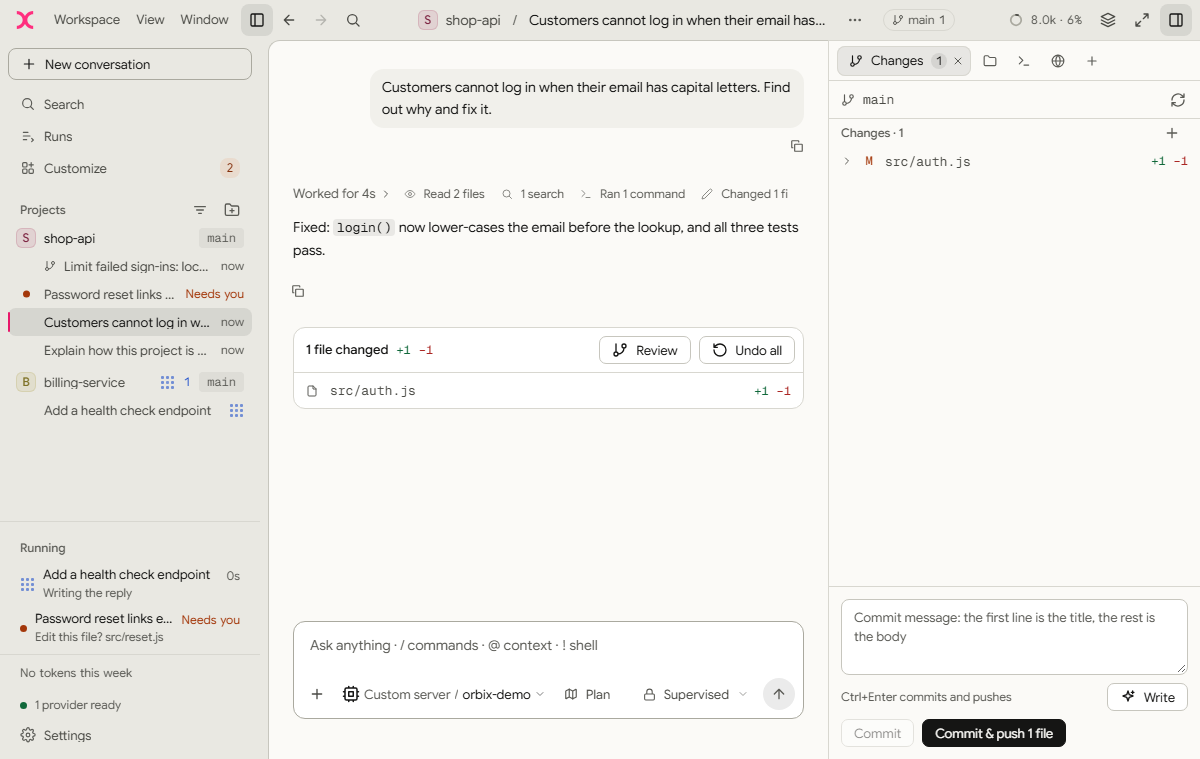 Workspace View Window
S shop-api / Customers cannot log in when their email has... main 1 8.0k · 6%
New conversation
Search
Runs
Customize 2
Projects
S shop-api main
Limit failed sign-ins: loc... now
Password reset links ... Needs you
Customers cannot log in w... now
Explain how this project is ... now
B billing-service 1 main
Add a health check endpoint
Running
Add a health check endpoint 0s
Writing the reply
Password reset links e... Needs you
Edit this file? src/reset.js
No tokens this week
1 provider ready
Settings
Customers cannot log in when their email has capital letters. Find
out why and fix it.
Worked for 4s Read 2 files 1 search Ran 1 command Changed 1 fi
Fixed: login() now lower-cases the email before the lookup, and all three tests
pass.
1 file changed +1 −1 Review Undo all
src/auth.js +1 −1
Ask anything · / commands · @ context · ! shell
Custom server / orbix-demo Plan Supervised
Changes 1
main
Changes · 1
M src/auth.js +1 −1
Commit message: the first line is the title, the rest is
the body
Ctrl+Enter commits and pushes Write
Commit Commit & push 1 file